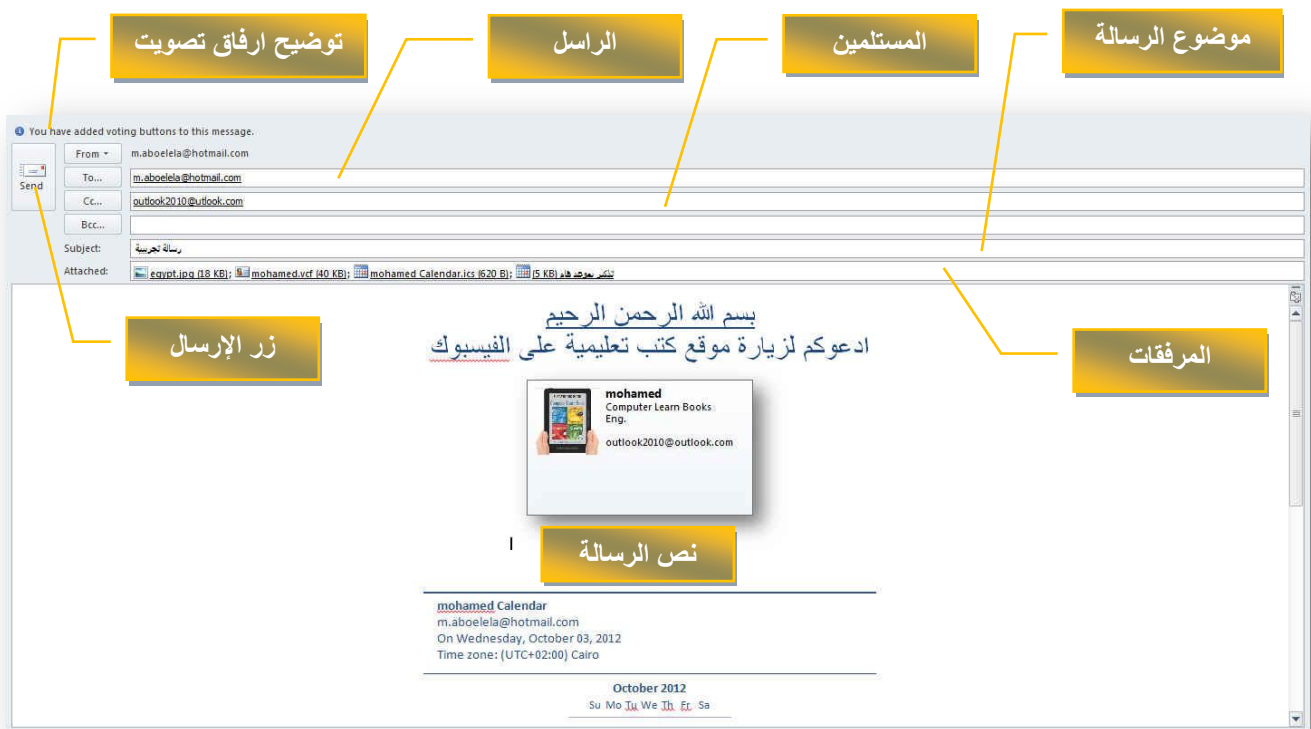 موضوع الرسالة
المستلمين
الراسل
توضيح ارفاق تصويت
You have added voting buttons to this message.
From m.aboelela@hotmail.com
Send
To... m.aboelela@hotmail.com
Cc... outlook2010@utlook.com
Bcc...
Subject: رسالة تجريبية
Attached: egypt.jpg (18 KB); mohamed.vcf (40 KB); mohamed Calendar.ics (620 B); تذكير بموعد هام (5 KB)
بسم الله الرحمن الرحيم
ادعوكم لزيارة موقع كتب تعليمية على الفيسبوك
زر الإرسال
المرفقات
mohamed
Computer Learn Books
Eng.
outlook2010@outlook.com
نص الرسالة
mohamed Calendar
m.aboelela@hotmail.com
On Wednesday, October 03, 2012
Time zone: (UTC+02:00) Cairo
October 2012
Su Mo Tu We Th Fr Sa